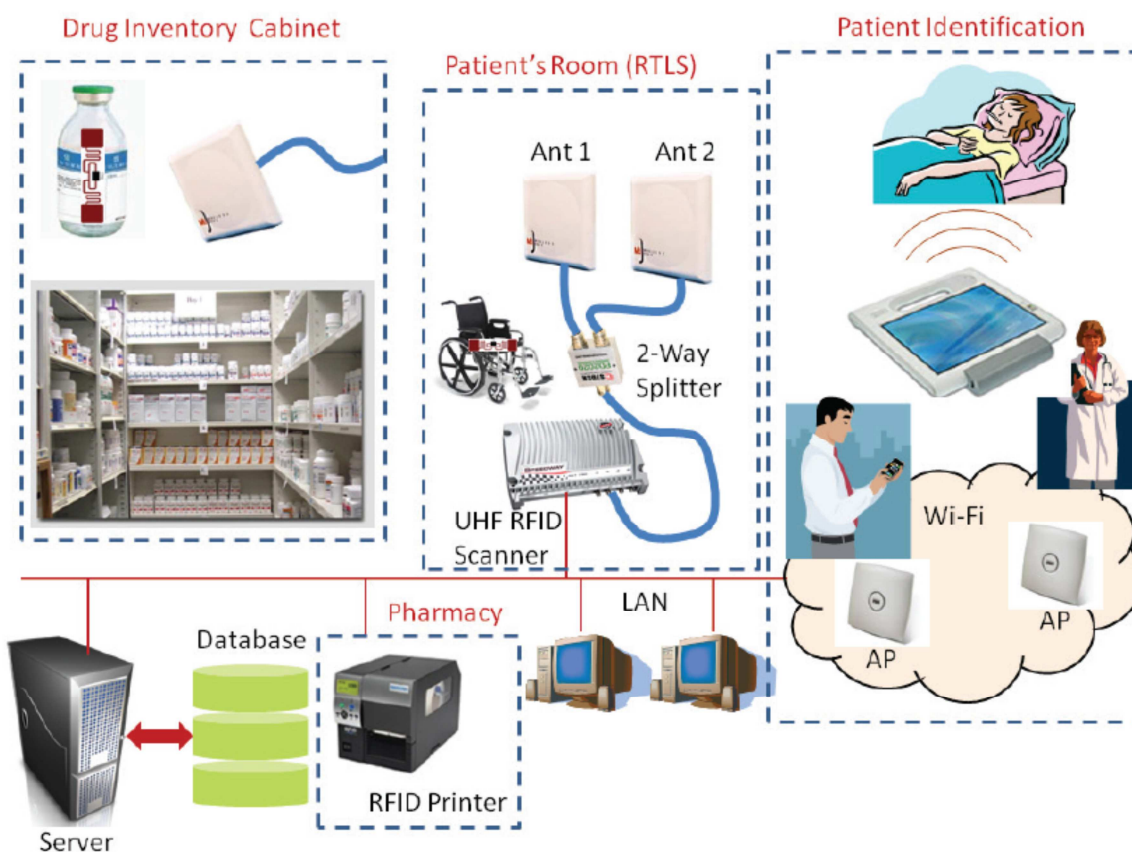 Drug Inventory Cabinet
Patient's Room (RTLS)
Patient Identification
Ant 1
Ant 2
2-Way
Splitter
UHF RFID
Scanner
Wi-Fi
AP
AP
LAN
Pharmacy
Database
RFID Printer
Server